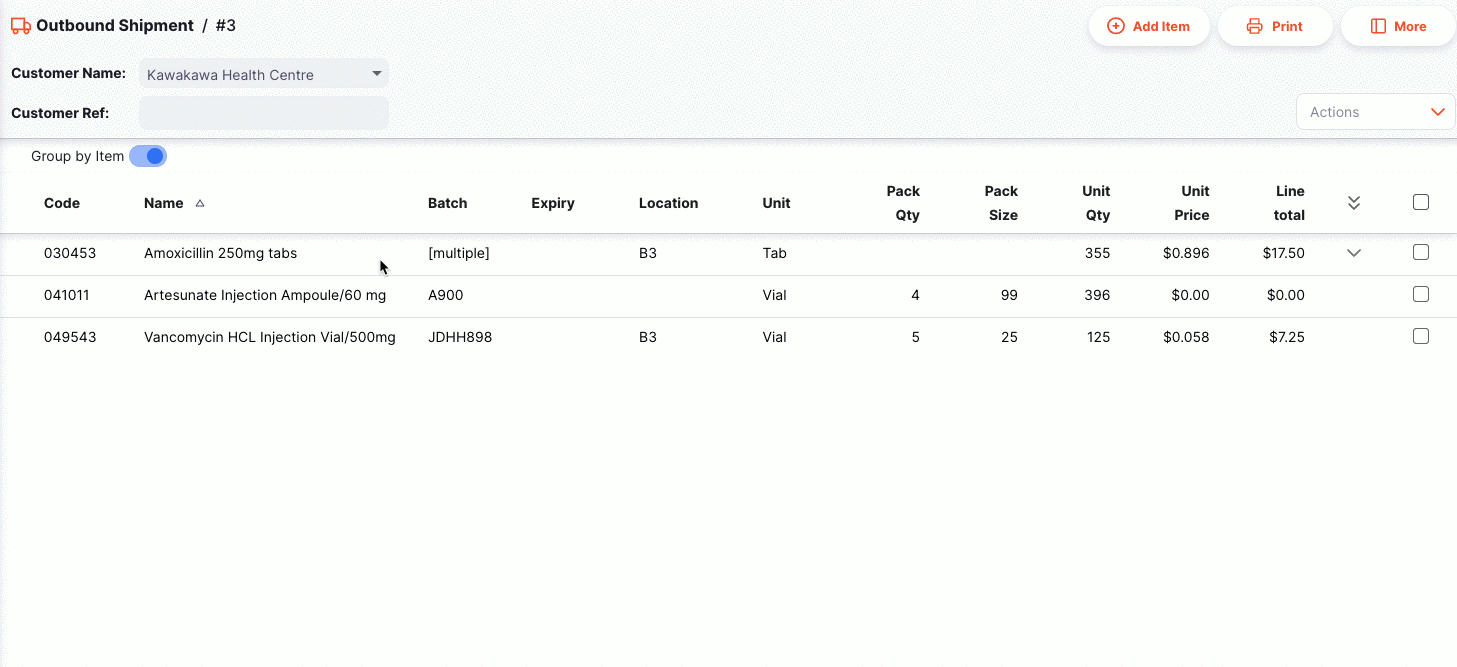 Outbound Shipment / #3
Add Item
Print
More
Customer Name: Kawakawa Health Centre
Customer Ref:
Actions
Group by Item
Code Name Batch Expiry Location Unit Pack Qty Pack Size Unit Qty Unit Price Line total
030453 Amoxicillin 250mg tabs [multiple] B3 Tab 355 $0.896 $17.50
041011 Artesunate Injection Ampoule/60 mg A900 Vial 4 99 396 $0.00 $0.00
049543 Vancomycin HCL Injection Vial/500mg JDHH898 B3 Vial 5 25 125 $0.058 $7.25